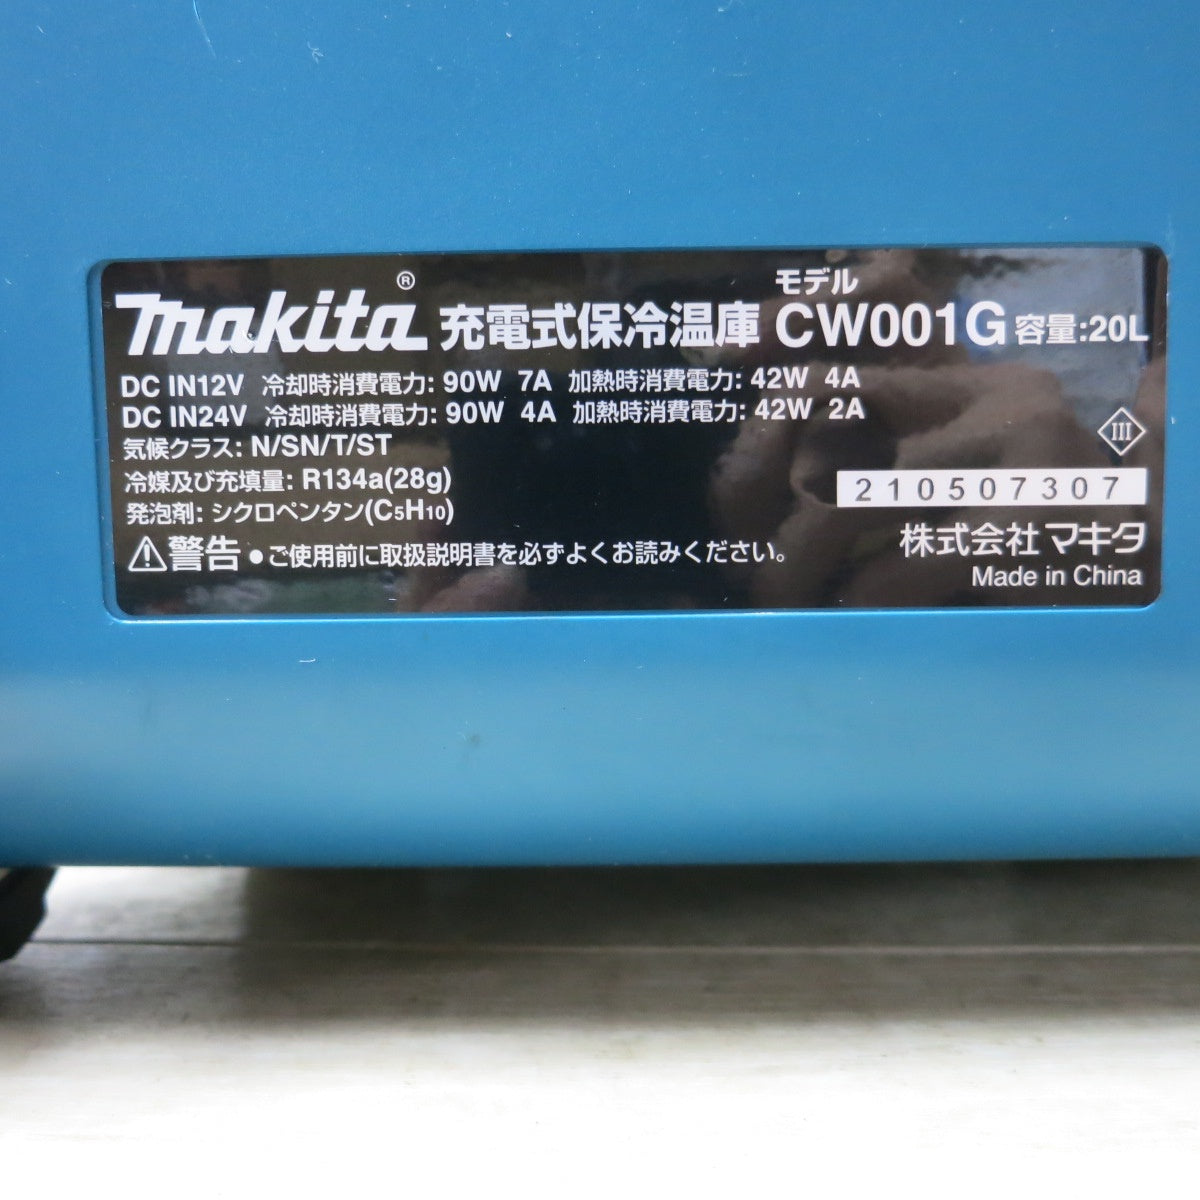 makita® 充電式保冷温庫 モデル CW001G 容量:20L
DC IN12V 冷却時消費電力: 90W 7A 加熱時消費電力: 42W 4A
DC IN24V 冷却時消費電力: 90W 4A 加熱時消費電力: 42W 2A
気候クラス: N/SN/T/ST
III
冷媒及び充填量: R134a(28g)
210507307
発泡剤: シクロペンタン(C₅H₁₀)
株式会社 マキタ
⚠警告 ●ご使用前に取扱説明書を必ずよくお読みください。
Made in China